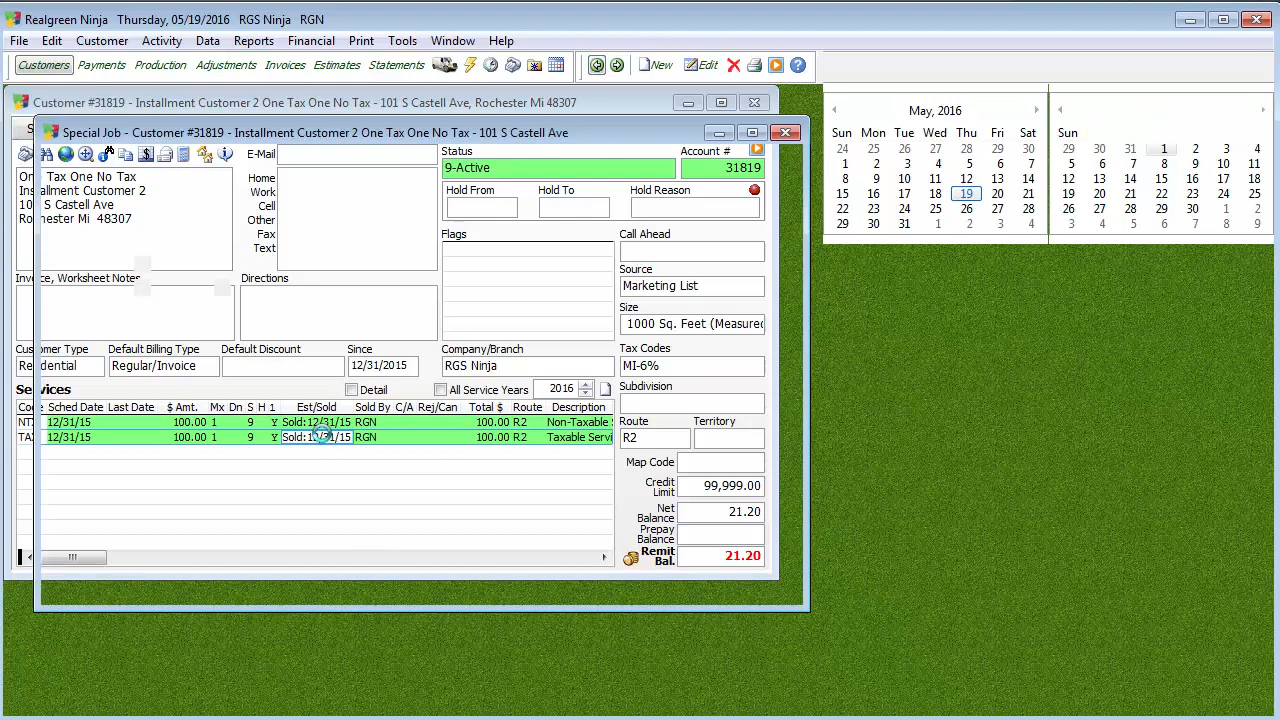 Realgreen Ninja Thursday, 05/19/2016 RGS Ninja RGN
File Edit Customer Activity Data Reports Financial Print Tools Window Help
Customers Payments Production Adjustments Invoices Estimates Statements New Edit
Customer #31819 - Installment Customer 2 One Tax One No Tax - 101 S Castell Ave, Rochester Mi 48307
Special Job - Customer #31819 - Installment Customer 2 One Tax One No Tax - 101 S Castell Ave
E-Mail
Status
Account #
9-Active
31819
One Tax One No Tax
Installment Customer 2
101 S Castell Ave
Rochester Mi 48307
Home
Work
Cell
Other
Fax
Text
Hold From Hold To Hold Reason
Flags
Call Ahead
Source
Marketing List
Size
1000 Sq. Feet (Measured
Invoice, Worksheet Notes
Directions
Customer Type Default Billing Type Default Discount Since Company/Branch
Residential Regular/Invoice 12/31/2015 RGS Ninja
Tax Codes
MI-6%
Subdivision
Services
Detail All Service Years 2016
Code Sched Date Last Date $ Amt. Mx Dn S H 1 Est/Sold Sold By C/A Rej/Can Total $ Route Description
12/31/15 100.00 1 9 Y Sold:12/31/15 RGN 100.00 R2 Non-Taxable
12/31/15 100.00 1 9 Y Sold:12/31/15 RGN 100.00 R2 Taxable Servi
Route Territory
R2
Map Code
Credit Limit 99,999.00
Net Balance 21.20
Prepay Balance
Remit Bal. 21.20
May, 2016
Sun Mon Tue Wed Thu Fri Sat
24 25 26 27 28 29 30
1 2 3 4 5 6 7
8 9 10 11 12 13 14
15 16 17 18 19 20 21
22 23 24 25 26 27 28
29 30 31 1 2 3 4
Sun
29 30 31 1 2 3 4
5 6 7 8 9 10 11
12 13 14 15 16 17 18
19 20 21 22 23 24 25
26 27 28 29 30 1 2
3 4 5 6 7 8 9